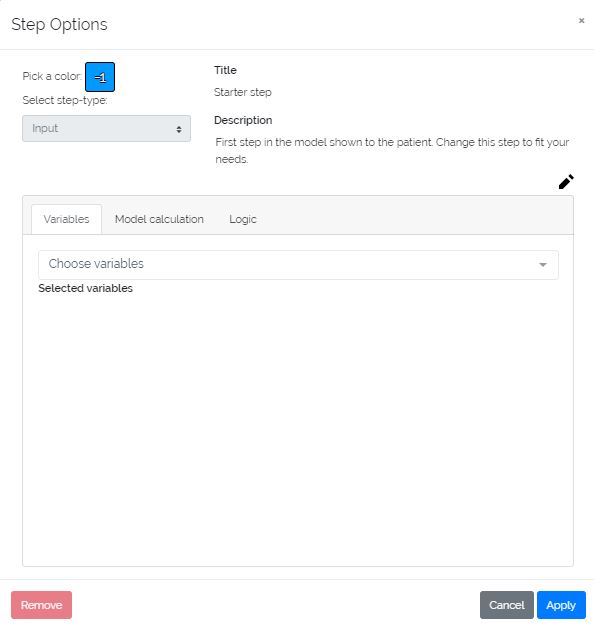 Step Options
×
Pick a color:
Select step-type:
Input
Title
Starter step
Description
First step in the model shown to the patient. Change this step to fit your
needs.
Variables
Model calculation
Logic
Choose variables
Selected variables
Remove
Cancel
Apply